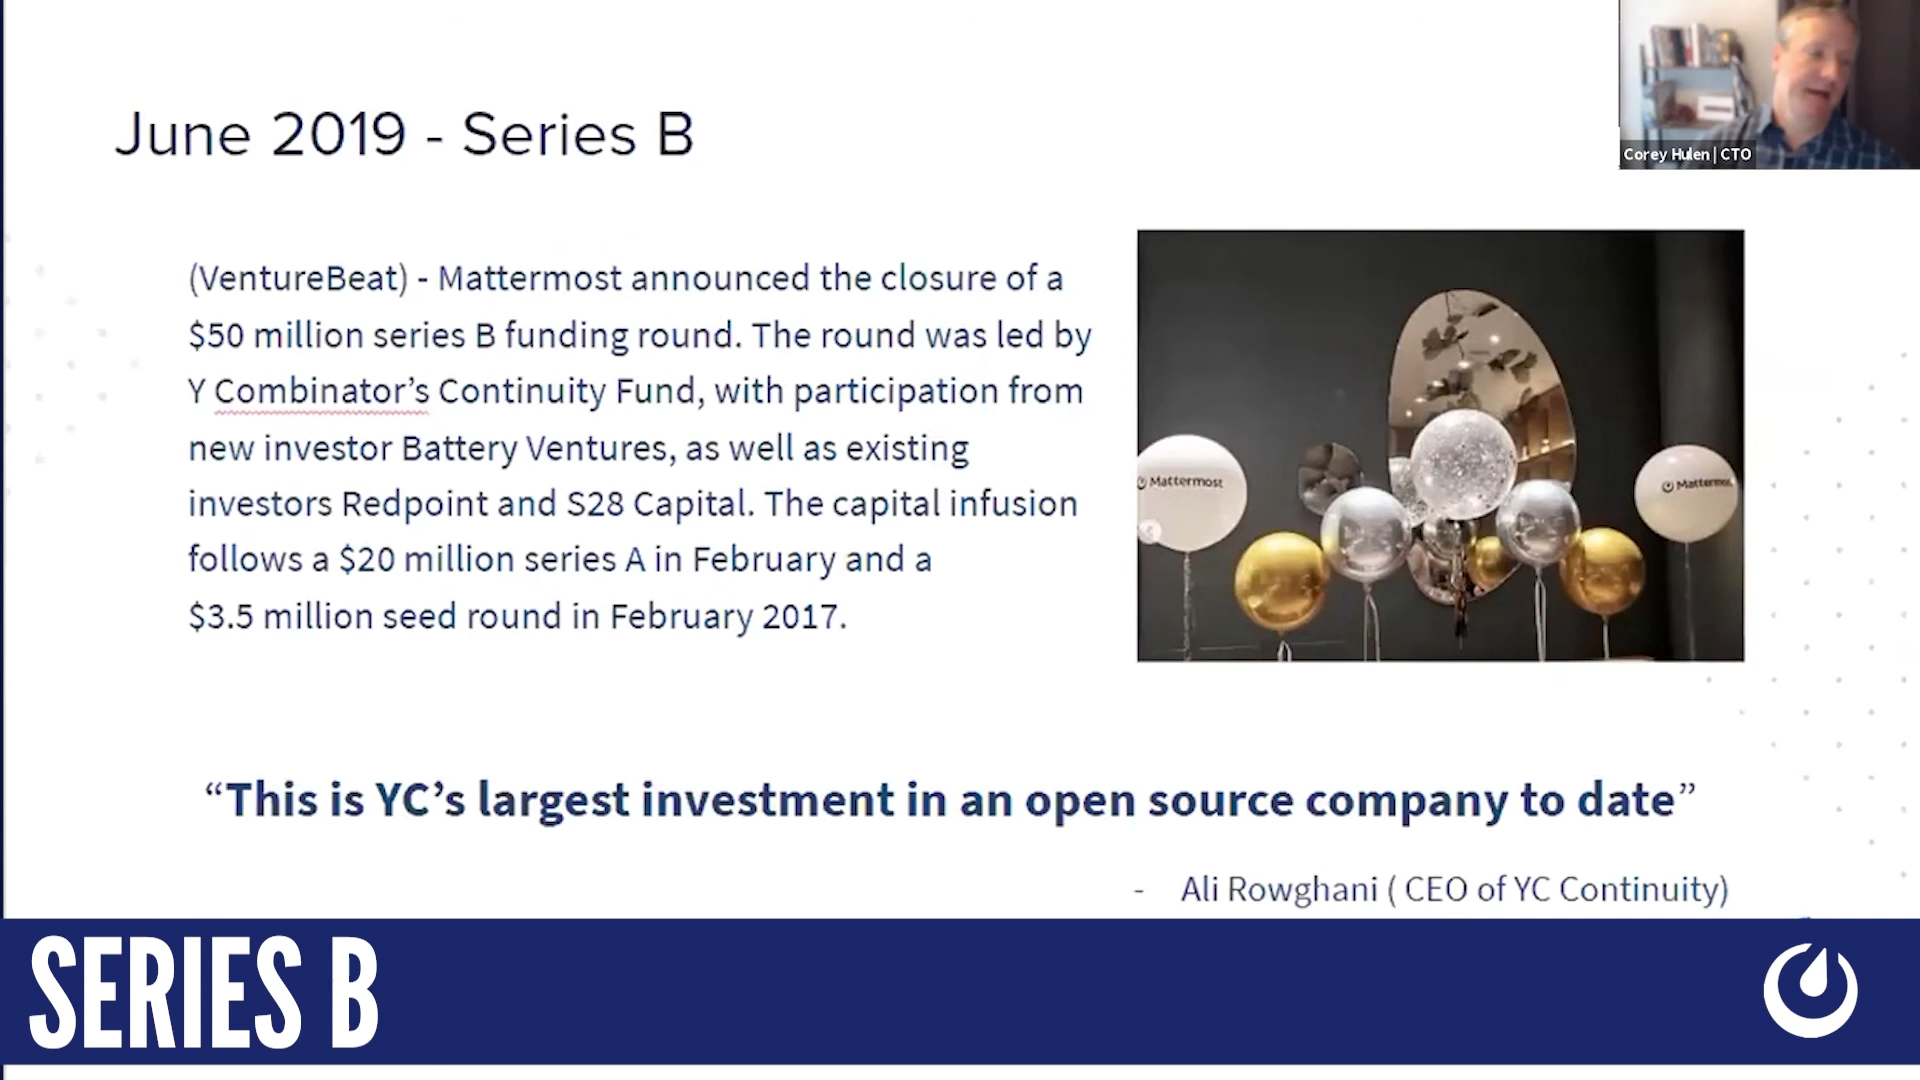 Corey Hulen | CTO
June 2019 - Series B
(VentureBeat) - Mattermost announced the closure of a
$50 million series B funding round. The round was led by
Y Combinator’s Continuity Fund, with participation from
new investor Battery Ventures, as well as existing
investors Redpoint and S28 Capital. The capital infusion
follows a $20 million series A in February and a
$3.5 million seed round in February 2017.
Mattermost
Mattermost
“This is YC’s largest investment in an open source company to date”
- Ali Rowghani ( CEO of YC Continuity)
SERIES B